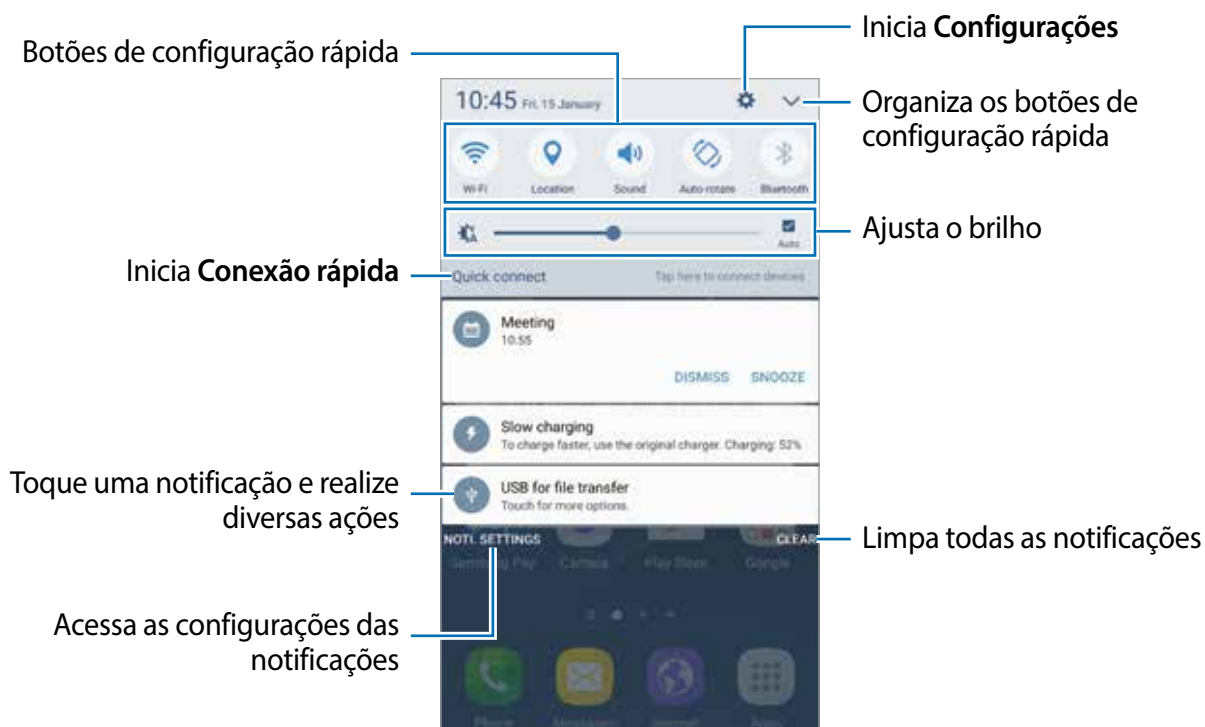 Inicia Configurações
Botões de configuração rápida
10:45 Fri, 15 January
Organiza os botões de
configuração rápida
Wi-Fi Location Sound Auto-rotate Bluetooth
Ajusta o brilho
Auto
Inicia Conexão rápida
Quick connect Tap here to connect devices
Meeting
10:55
DISMISS SNOOZE
Slow charging
To charge faster, use the original charger. Charging: 52%
Toque uma notificação e realize
diversas ações
USB for file transfer
Touch for more options.
NOTI. SETTINGS CLEAR
Limpa todas as notificações
Samsung Pay Camera Play Store Google
Acessa as configurações das
notificações
Phone Messages Internet Apps